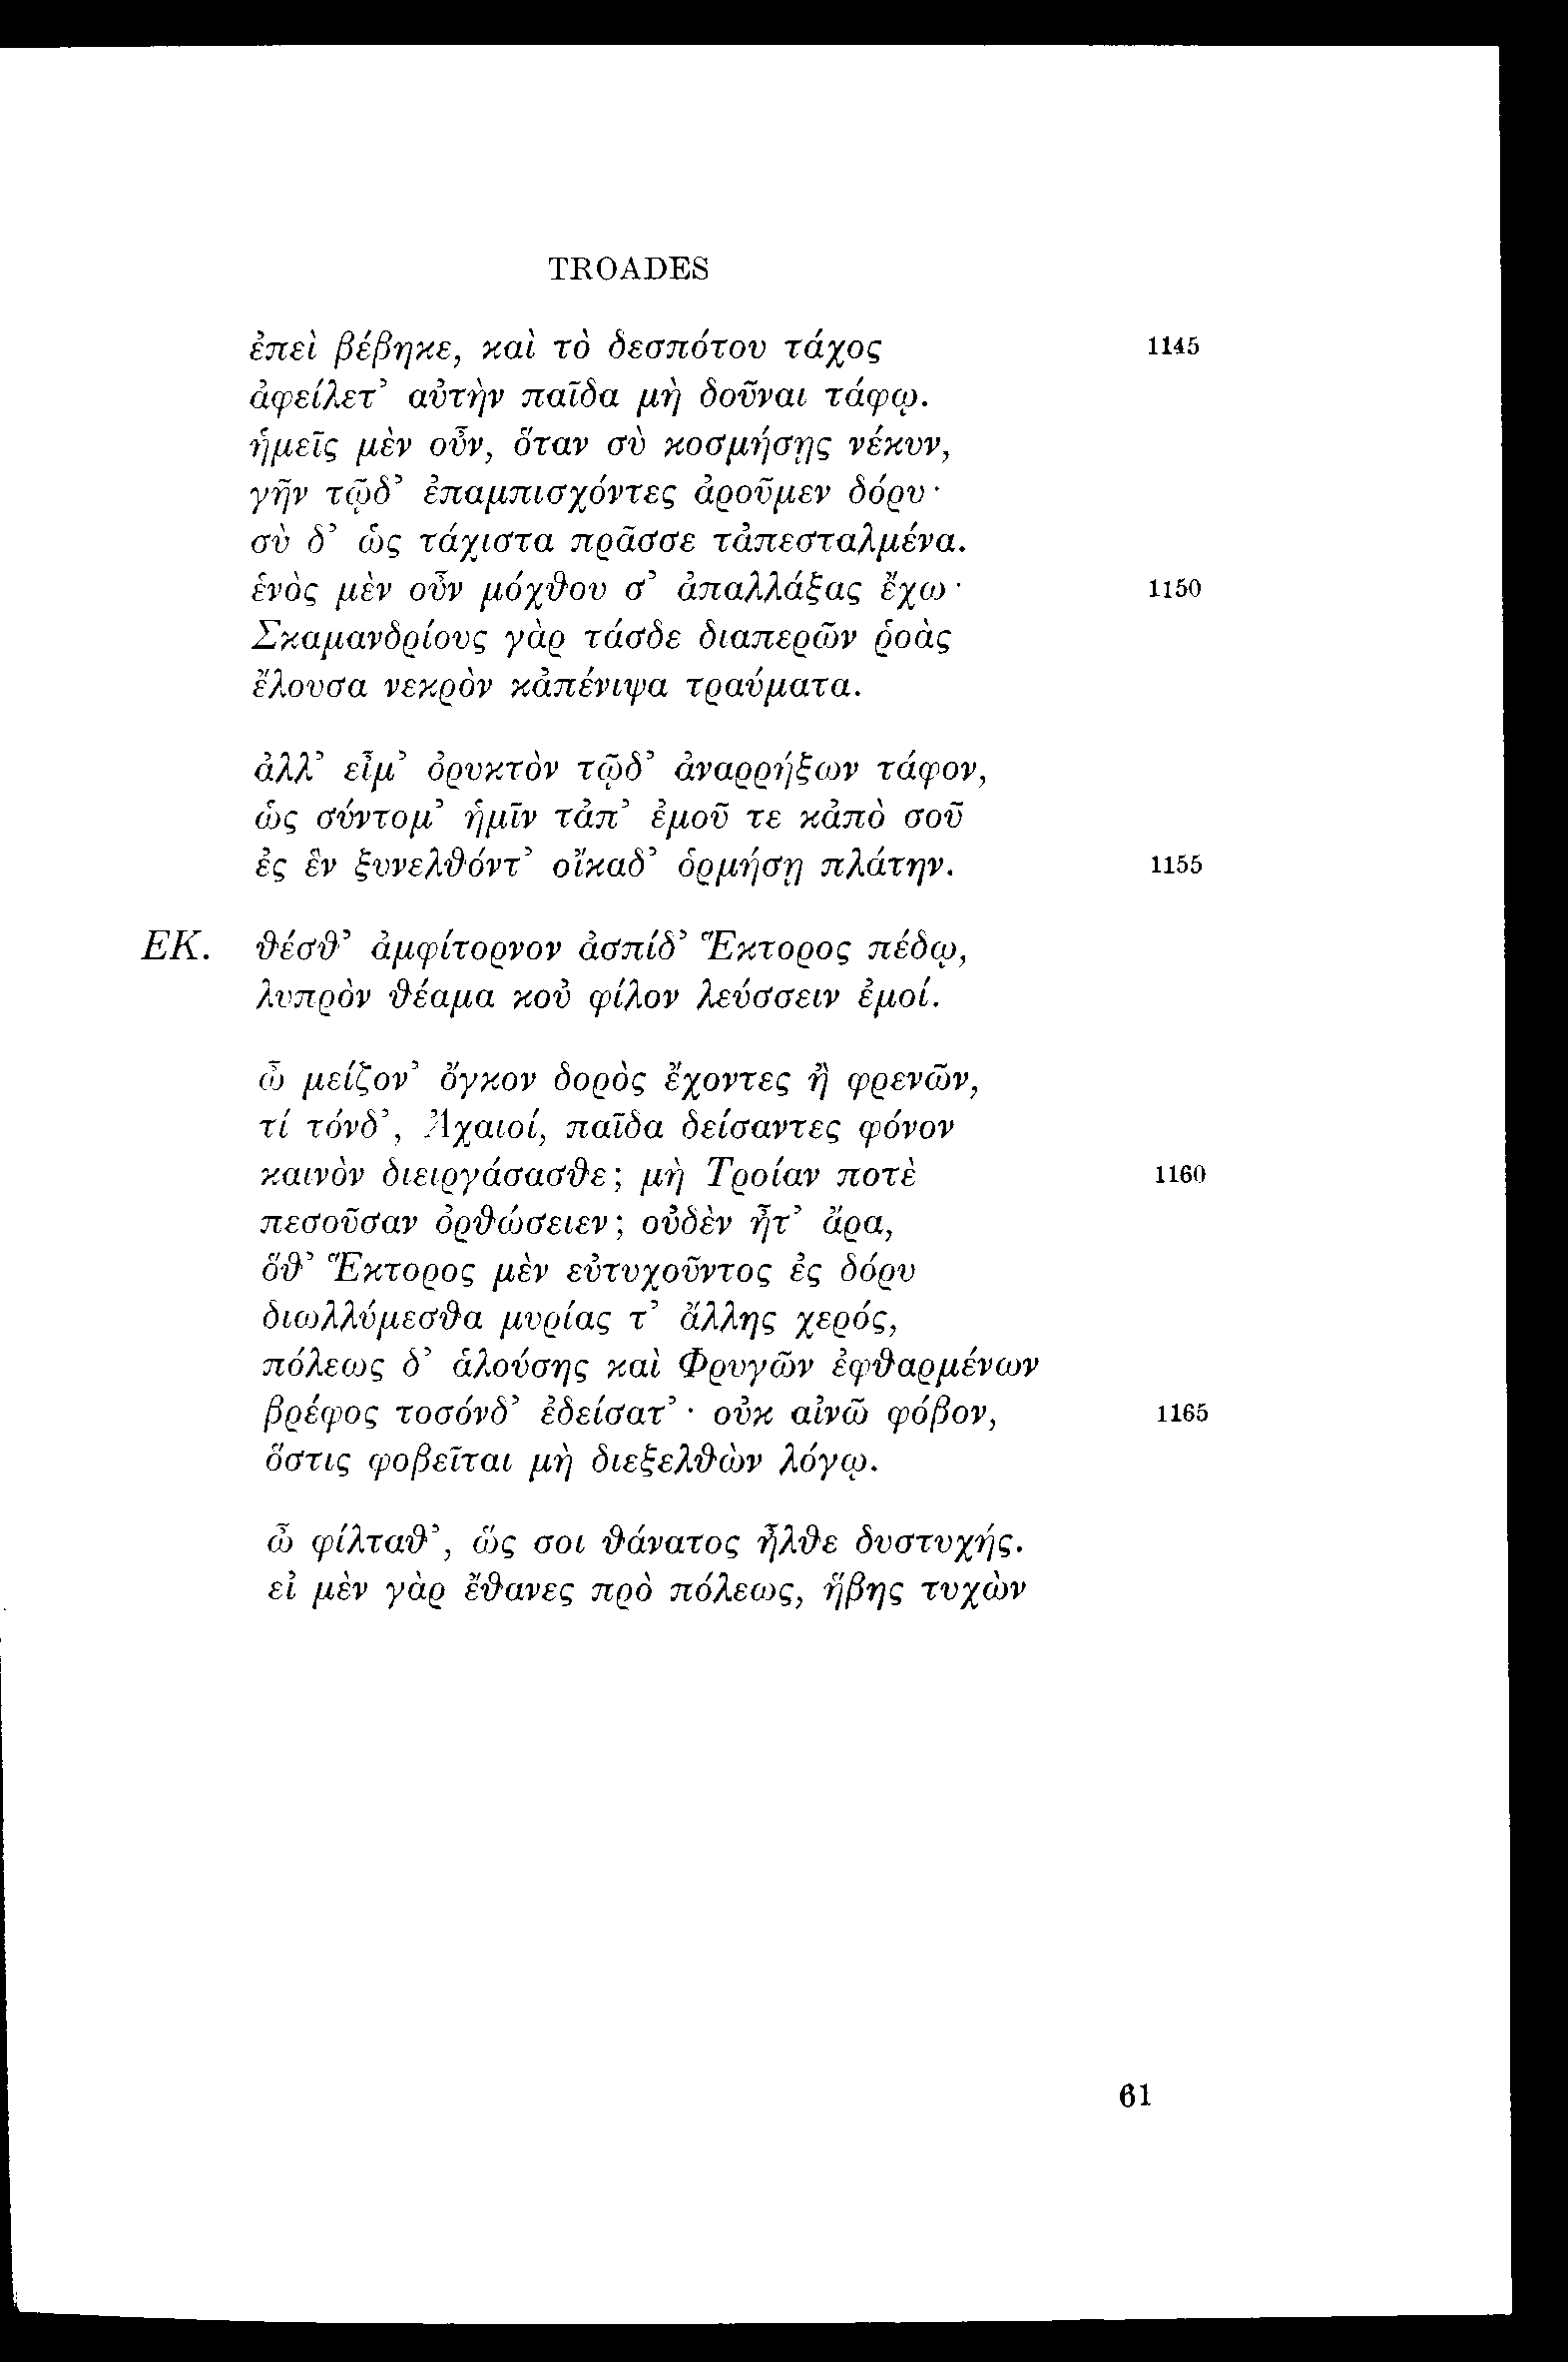 TROADES
ἐπεὶ βέβηκε, καὶ τὸ δεσπότου τάχος 1145
ἀφείλετ’ αὐτὴν παῖδα μὴ δοῦναι τάφῳ.
ἡμεῖς μὲν οὖν, ὅταν σὺ κοσμήσῃς νέκυν,
γῆν τῷδ’ ἐπαμπισχόντες ἀροῦμεν δόρυ·
σὺ δ’ ὡς τάχιστα πρᾶσσε τἀπεσταλμένα.
ἑνὸς μὲν οὖν μόχθου σ’ ἀπαλλάξας ἔχω· 1150
Σκαμανδρίους γὰρ τάσδε διαπερῶν ῥοὰς
ἔλουσα νεκρὸν κἀπένιψα τραύματα.
ἀλλ’ εἶμ’ ὀρυκτὸν τῷδ’ ἀναρρήξων τάφον,
ὡς σύντομ’ ἡμῖν τἀπ’ ἐμοῦ τε κἀπὸ σοῦ
ἐς ἓν ξυνελθόντ’ οἴκαδ’ ὁρμήσῃ πλάτην. 1155
ΕΚ. θέσθ’ ἀμφίτορνον ἀσπίδ’ Ἕκτορος πέδῳ,
λυπρὸν θέαμα κοὐ φίλον λεύσσειν ἐμοί.
ὦ μείζον’ ὄγκον δορὸς ἔχοντες ἢ φρενῶν,
τί τόνδ’, Ἀχαιοί, παῖδα δείσαντες φόνον
καινὸν διειργάσασθε; μὴ Τροίαν ποτὲ 1160
πεσοῦσαν ὀρθώσειεν; οὐδὲν ἦτ’ ἄρα,
ὅθ’ Ἕκτορος μὲν εὐτυχοῦντος ἐς δόρυ
διωλλύμεσθα μυρίας τ’ ἄλλης χερός,
πόλεως δ’ ἁλούσης καὶ Φρυγῶν ἐφθαρμένων
βρέφος τοσόνδ’ ἐδείσατ’· οὐκ αἰνῶ φόβον, 1165
ὅστις φοβεῖται μὴ διεξελθὼν λόγῳ.
ὦ φίλταθ’, ὥς σοι θάνατος ἦλθε δυστυχής.
εἰ μὲν γὰρ ἔθανες πρὸ πόλεως, ἥβης τυχὼν
61